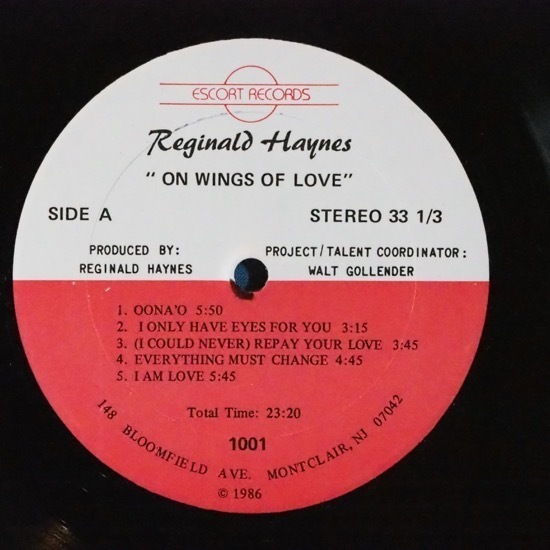 ESCORT RECORDS
Reginald Haynes
" ON WINGS OF LOVE"
SIDE A STEREO 33 1/3
PRODUCED BY:
REGINALD HAYNES
PROJECT/TALENT COORDINATOR:
WALT GOLLENDER
1. OONA'O 5:50
2. I ONLY HAVE EYES FOR YOU 3:15
3. (I COULD NEVER) REPAY YOUR LOVE 3:45
4. EVERYTHING MUST CHANGE 4:45
5. I AM LOVE 5:45
Total Time: 23:20
1001
148 BLOOMFIELD AVE. MONTCLAIR, NJ 07042
© 1986